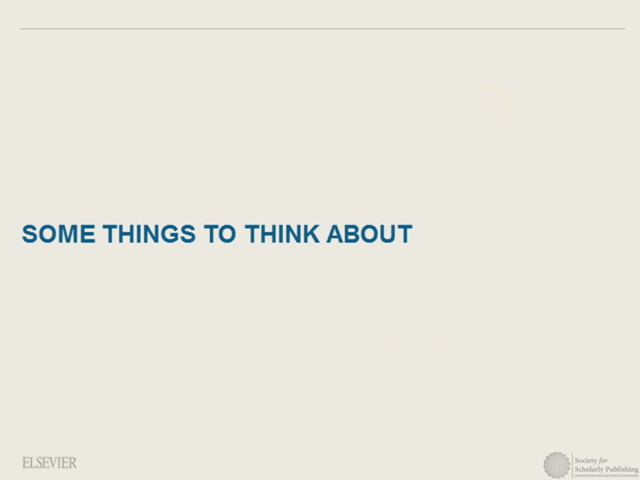 SOME THINGS TO THINK ABOUT
ELSEVIER
Society for
Scholarly Publishing